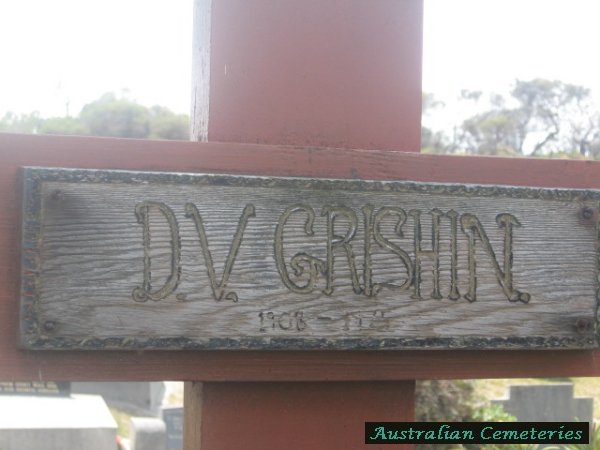 D.V. GRISHIN.
Australian Cemeteries